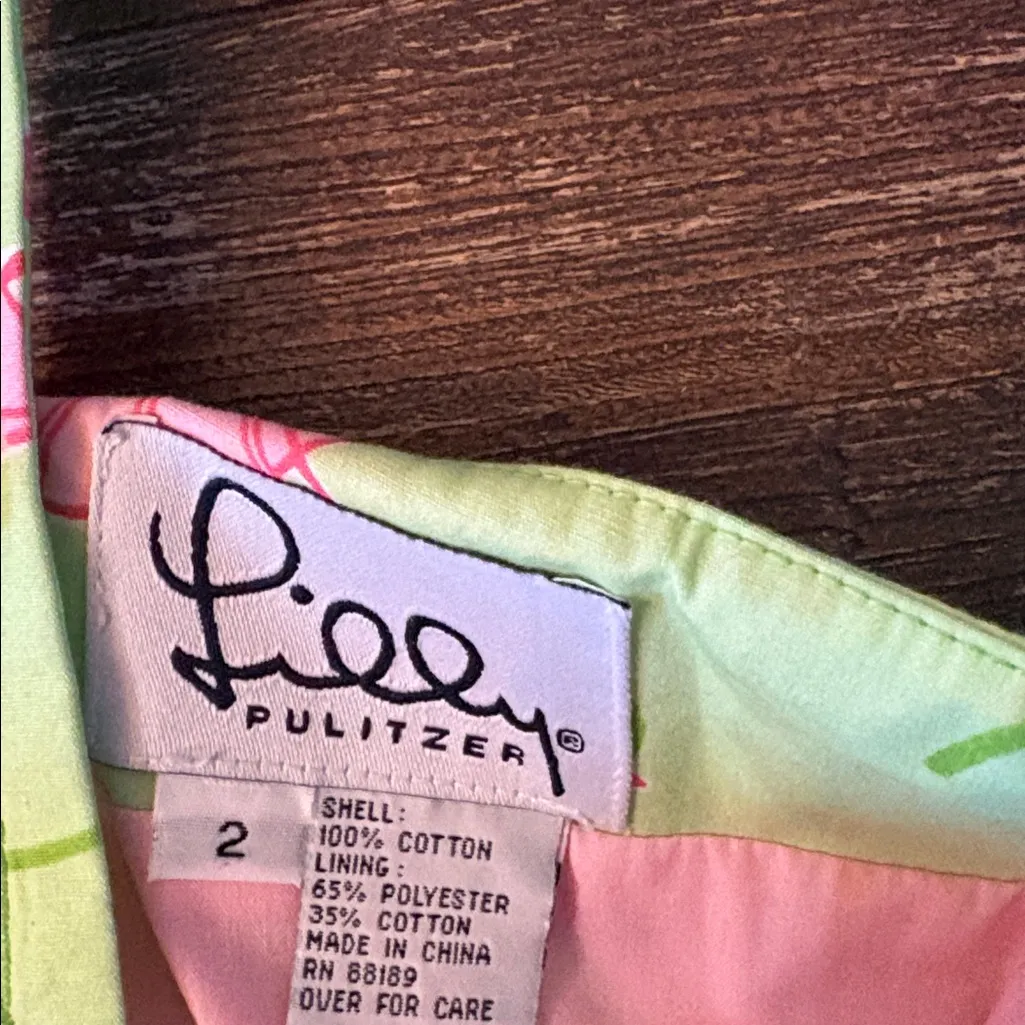 Lilly
PULITZER®
2
SHELL:
100% COTTON
LINING:
65% POLYESTER
35% COTTON
MADE IN CHINA
RN 88189
OVER FOR CARE